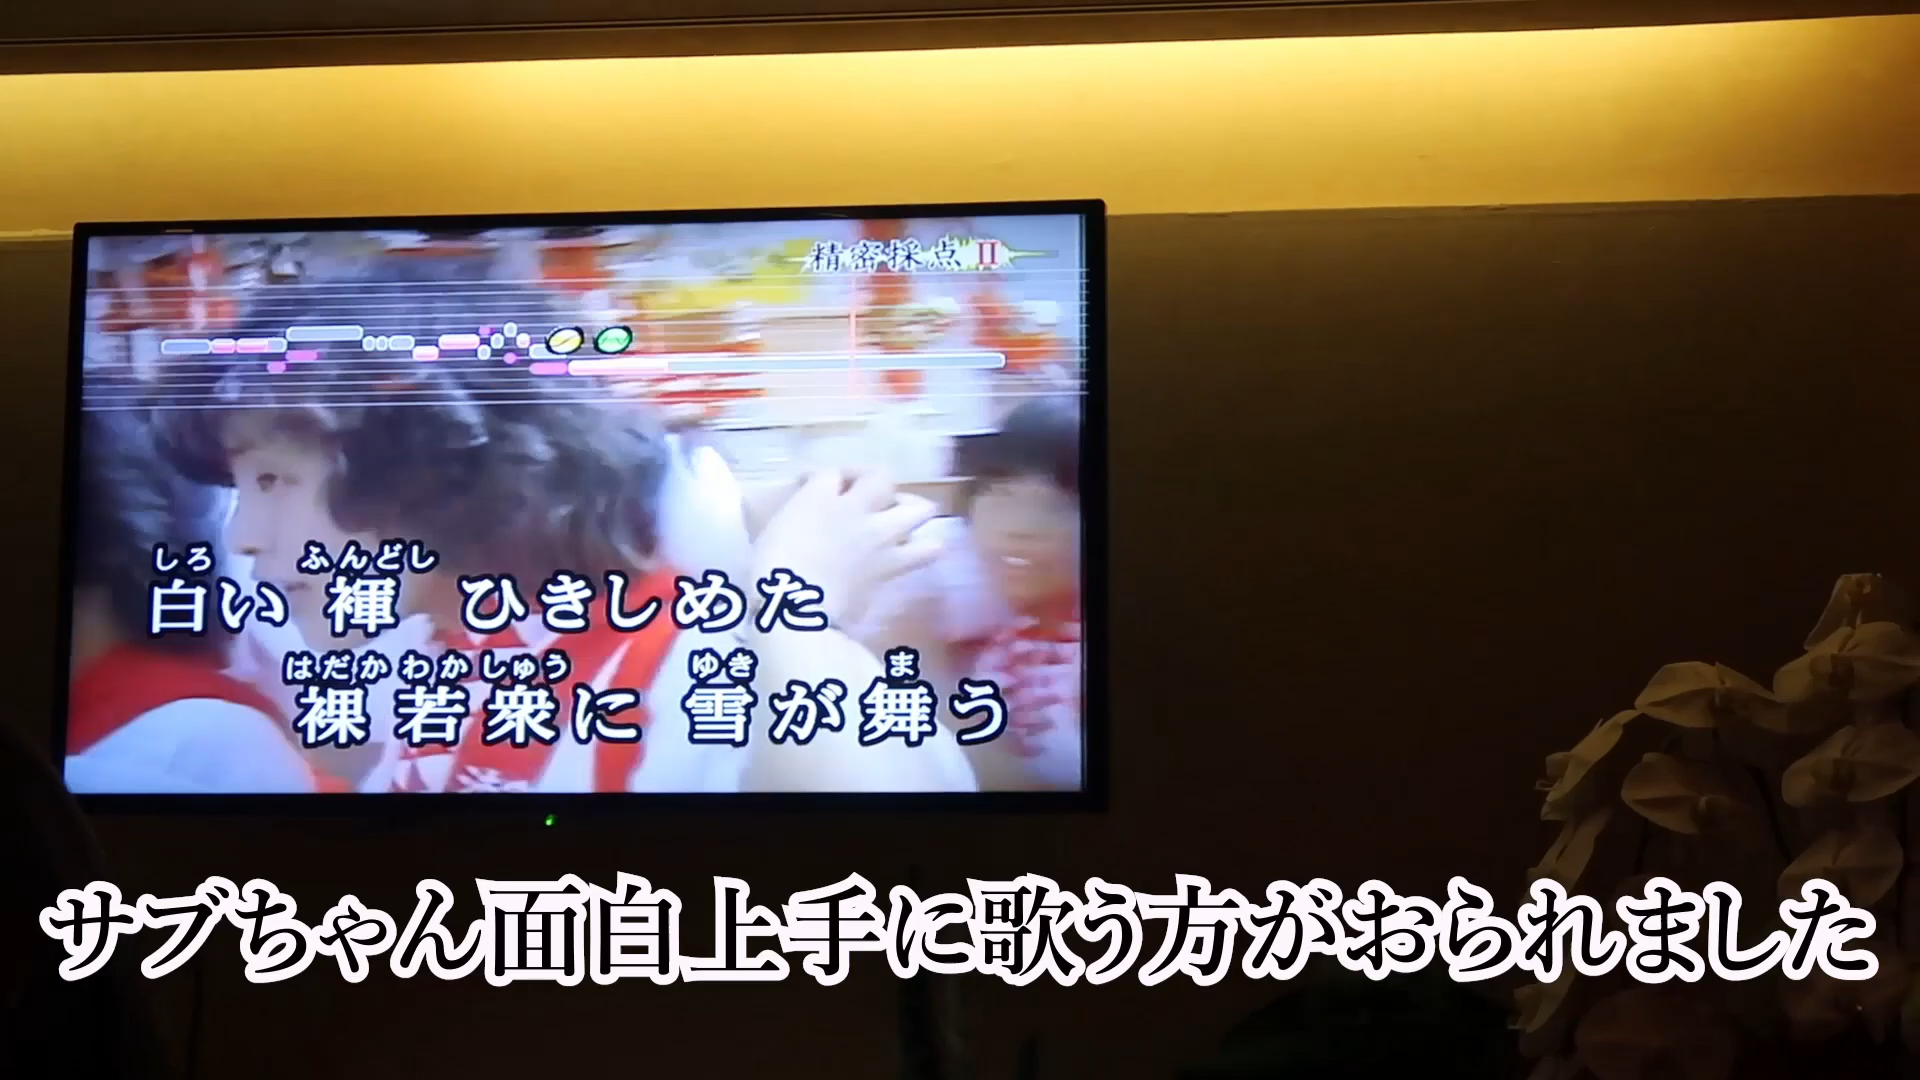 精密採点Ⅱ
しろ ふんどし
白い 褌 ひきしめた
はだかわかしゅう ゆき ま
裸若衆に 雪が舞う
サブちゃん面白上手に歌う方がおられました